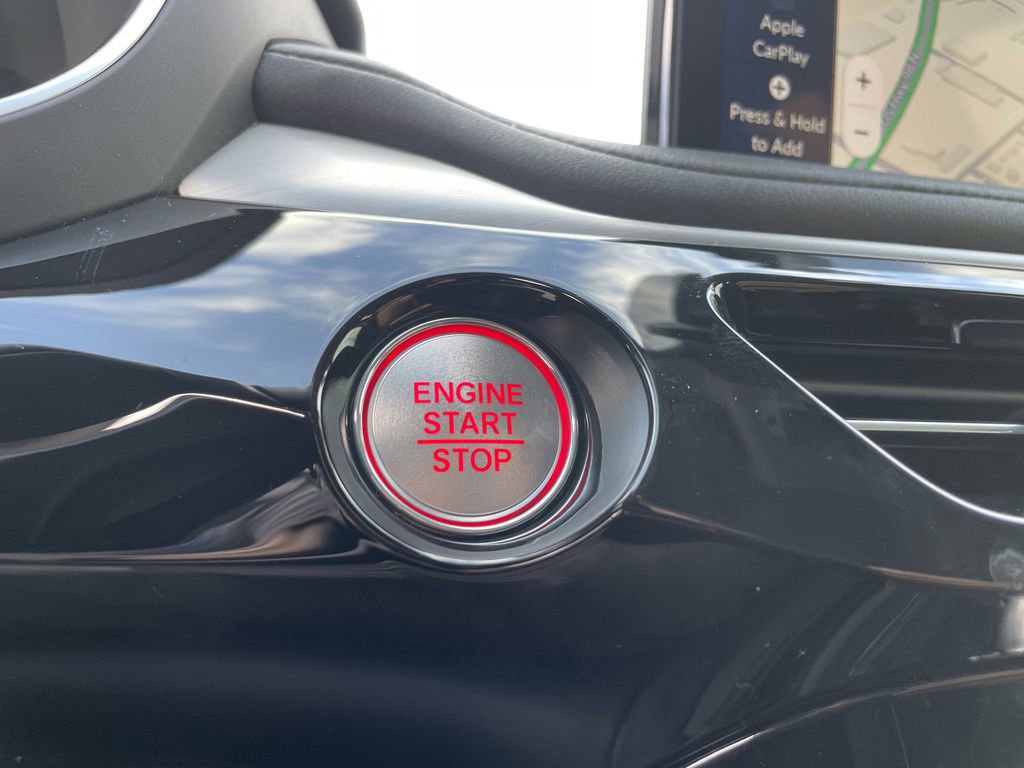 Apple
CarPlay
Press & Hold
to Add
ENGINE
START
STOP